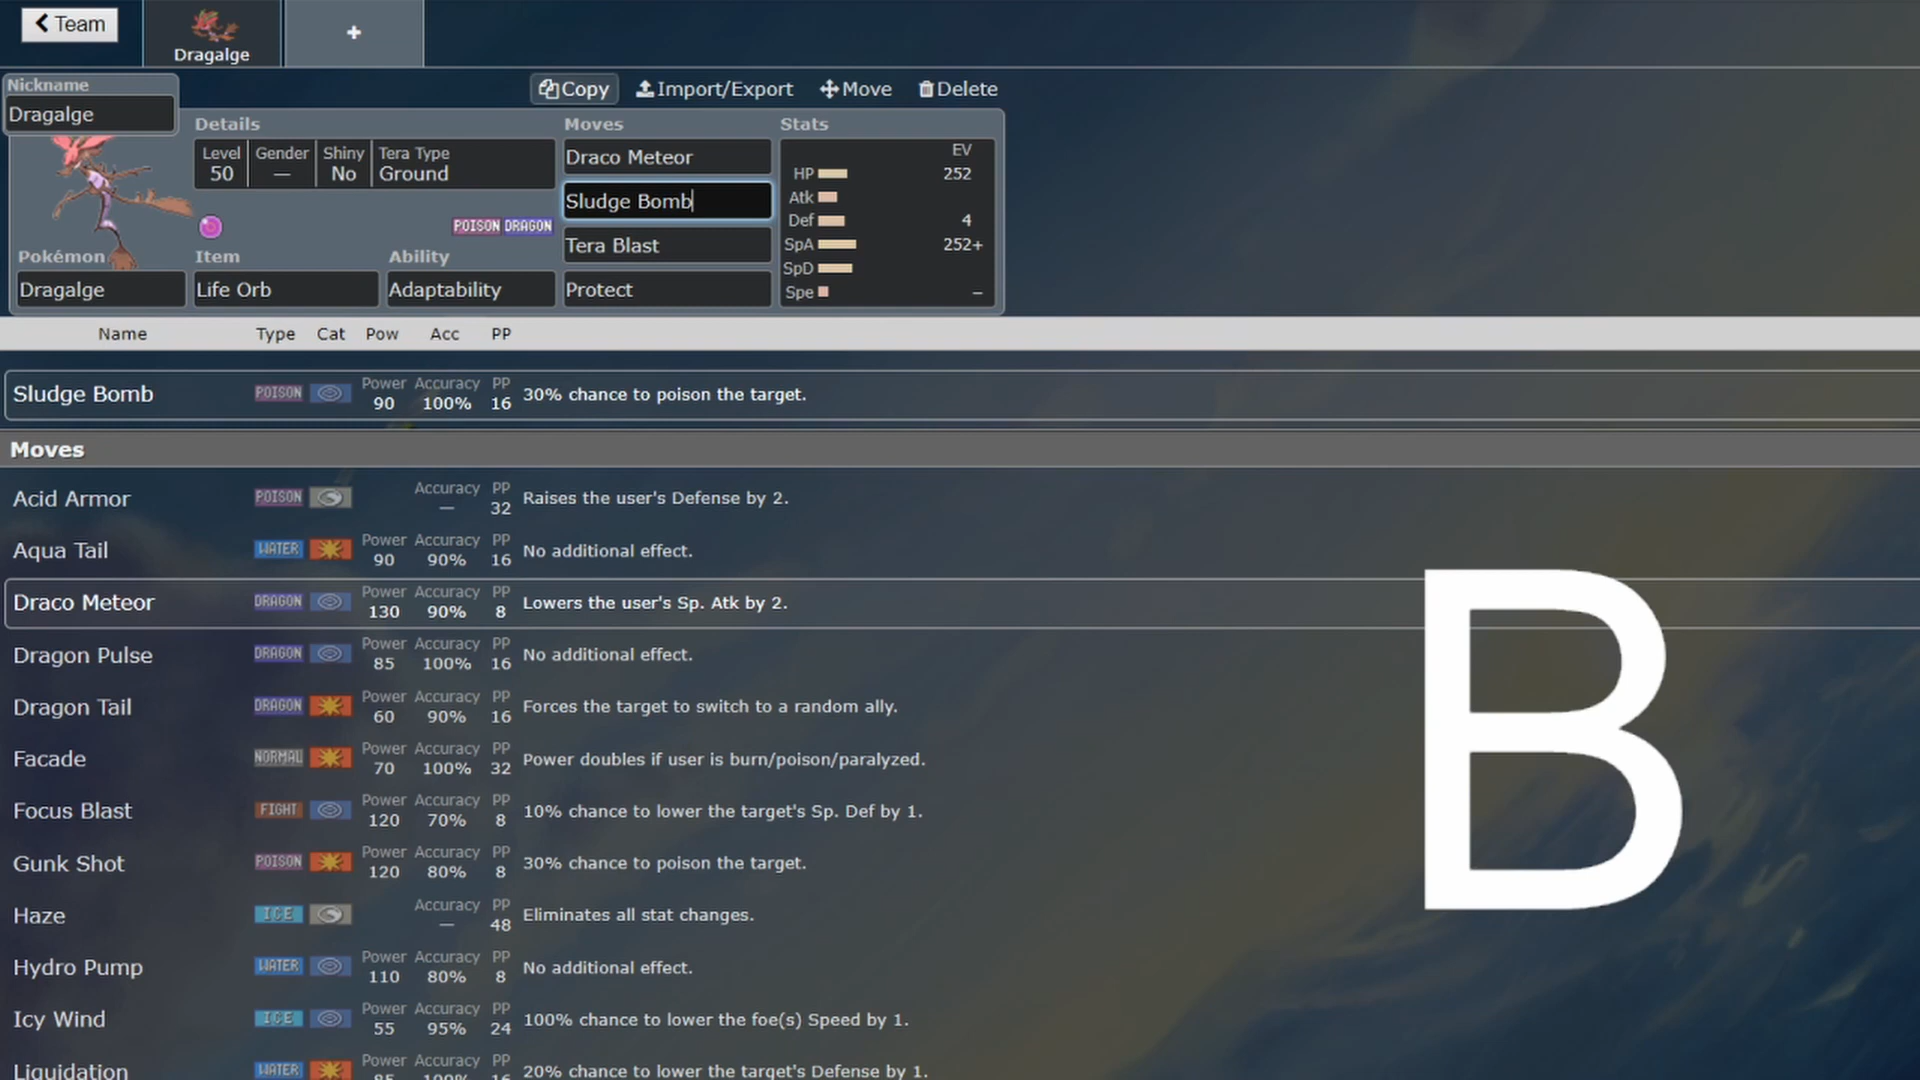 Team
Dragalge
+
Nickname
Dragalge
Copy Import/Export Move Delete
Details Moves Stats
Level Gender Shiny Tera Type
50 — No Ground
Draco Meteor
Sludge Bomb
Tera Blast
Protect
POISON DRAGON
Pokémon Item Ability
Dragalge Life Orb Adaptability
EV
HP 252
Atk
Def 4
SpA 252+
SpD
Spe –
Name Type Cat Pow Acc PP
Sludge Bomb POISON Power 90 Accuracy 100% PP 16 30% chance to poison the target.
Moves
Acid Armor POISON Accuracy — PP 32 Raises the user's Defense by 2.
Aqua Tail WATER Power 90 Accuracy 90% PP 16 No additional effect.
Draco Meteor DRAGON Power 130 Accuracy 90% PP 8 Lowers the user's Sp. Atk by 2.
Dragon Pulse DRAGON Power 85 Accuracy 100% PP 16 No additional effect.
Dragon Tail DRAGON Power 60 Accuracy 90% PP 16 Forces the target to switch to a random ally.
Facade NORMAL Power 70 Accuracy 100% PP 32 Power doubles if user is burn/poison/paralyzed.
Focus Blast FIGHT Power 120 Accuracy 70% PP 8 10% chance to lower the target's Sp. Def by 1.
Gunk Shot POISON Power 120 Accuracy 80% PP 8 30% chance to poison the target.
Haze ICE Accuracy — PP 48 Eliminates all stat changes.
Hydro Pump WATER Power 110 Accuracy 80% PP 8 No additional effect.
Icy Wind ICE Power 55 Accuracy 95% PP 24 100% chance to lower the foe(s) Speed by 1.
Liquidation WATER Power 85 Accuracy 100% PP 16 20% chance to lower the target's Defense by 1.
B